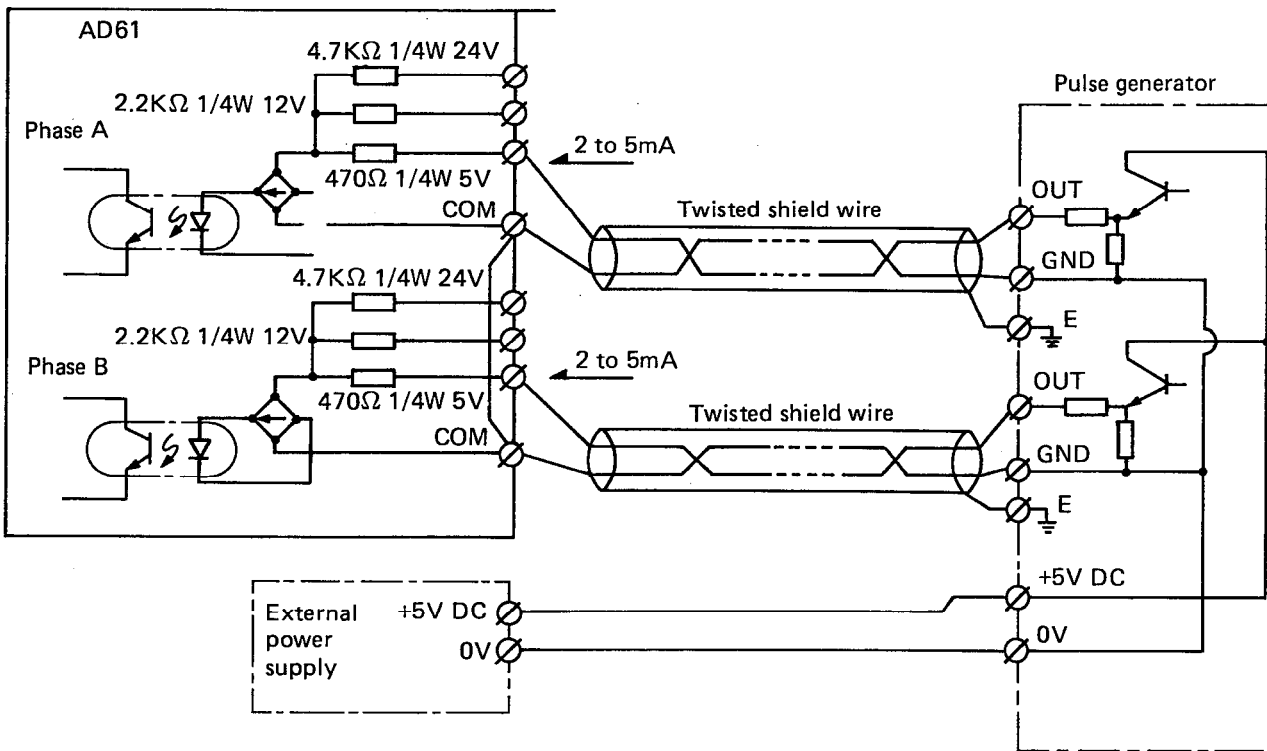 AD61
4.7KΩ 1/4W 24V
2.2KΩ 1/4W 12V
Phase A
470Ω 1/4W 5V
COM
2 to 5mA
Twisted shield wire
Pulse generator
OUT
GND
E
4.7KΩ 1/4W 24V
2.2KΩ 1/4W 12V
Phase B
470Ω 1/4W 5V
COM
2 to 5mA
Twisted shield wire
OUT
GND
E
+5V DC
0V
External
power
supply
+5V DC
0V